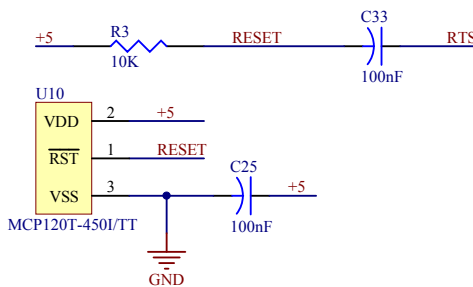 R3
C33
+5
RESET
RTS
10K
100nF
U10
VDD 2 +5
RST 1 RESET
VSS 3
C25
+5
MCP120T-450I/TT
100nF
GND